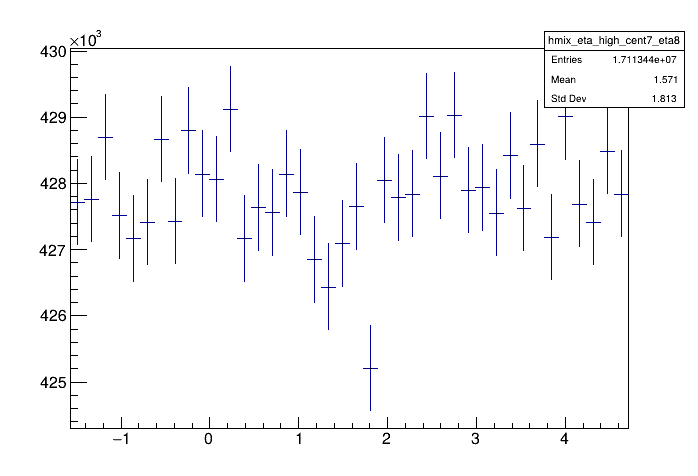 ×10³
hmix_eta_high_cent7_eta8
Entries 1.711344e+07
Mean 1.571
Std Dev 1.813
430
429
428
427
426
425
−1 0 1 2 3 4